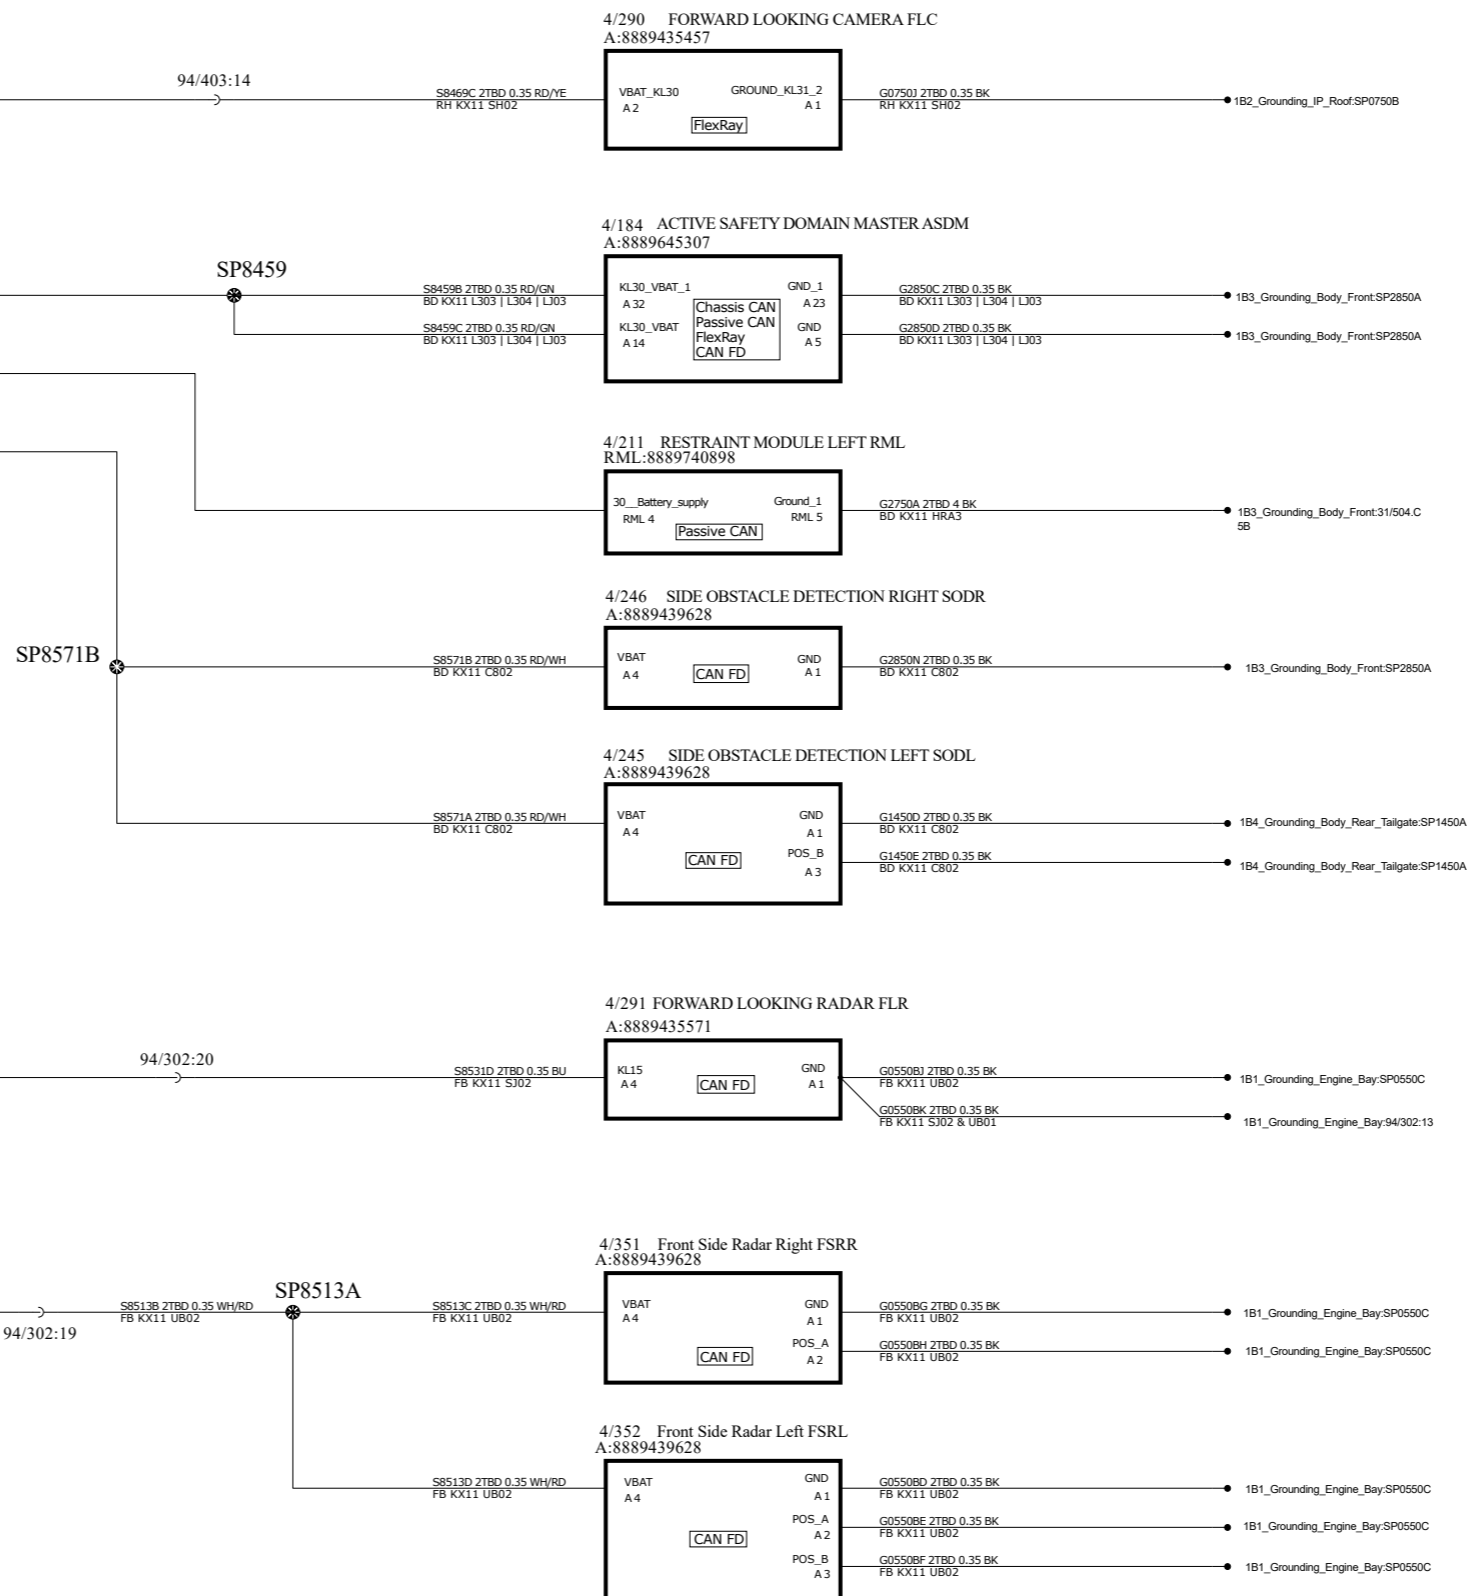 4/290 FORWARD LOOKING CAMERA FLC
A:8889435457
94/403:14
S8469C 2TBD 0.35 RD/YE
RH KX11 SH02
VBAT_KL30
A 2
GROUND_KL31_2
A 1
FlexRay
G0750J 2TBD 0.35 BK
RH KX11 SH02
1B2_Grounding_IP_Roof:SP0750B
4/184 ACTIVE SAFETY DOMAIN MASTER ASDM
A:8889645307
SP8459
S8459B 2TBD 0.35 RD/GN
BD KX11 L303 | L304 | LJ03
S8459C 2TBD 0.35 RD/GN
BD KX11 L303 | L304 | LJ03
KL30_VBAT_1
A 32
KL30_VBAT
A 14
Chassis CAN
Passive CAN
FlexRay
CAN FD
GND_1
A 23
GND
A 5
G2850C 2TBD 0.35 BK
BD KX11 L303 | L304 | LJ03
G2850D 2TBD 0.35 BK
BD KX11 L303 | L304 | LJ03
1B3_Grounding_Body_Front:SP2850A
1B3_Grounding_Body_Front:SP2850A
4/211 RESTRAINT MODULE LEFT RML
RML:8889740898
30__Battery_supply
RML 4
Ground_1
RML 5
Passive CAN
G2750A 2TBD 4 BK
BD KX11 HRA3
1B3_Grounding_Body_Front:31/504.C
5B
4/246 SIDE OBSTACLE DETECTION RIGHT SODR
A:8889439628
SP8571B
S8571B 2TBD 0.35 RD/WH
BD KX11 C802
VBAT
A 4
CAN FD
GND
A 1
G2850N 2TBD 0.35 BK
BD KX11 C802
1B3_Grounding_Body_Front:SP2850A
4/245 SIDE OBSTACLE DETECTION LEFT SODL
A:8889439628
S8571A 2TBD 0.35 RD/WH
BD KX11 C802
VBAT
A 4
CAN FD
GND
A 1
POS_B
A 3
G1450D 2TBD 0.35 BK
BD KX11 C802
G1450E 2TBD 0.35 BK
BD KX11 C802
1B4_Grounding_Body_Rear_Tailgate:SP1450A
1B4_Grounding_Body_Rear_Tailgate:SP1450A
4/291 FORWARD LOOKING RADAR FLR
A:8889435571
94/302:20
S8531D 2TBD 0.35 BU
FB KX11 SJ02
KL15
A 4
CAN FD
GND
A 1
G0550BJ 2TBD 0.35 BK
FB KX11 UB02
G0550BK 2TBD 0.35 BK
FB KX11 SJ02 & UB01
1B1_Grounding_Engine_Bay:SP0550C
1B1_Grounding_Engine_Bay:94/302:13
4/351 Front Side Radar Right FSRR
A:8889439628
94/302:19
S8513B 2TBD 0.35 WH/RD
FB KX11 UB02
SP8513A
S8513C 2TBD 0.35 WH/RD
FB KX11 UB02
VBAT
A 4
CAN FD
GND
A 1
POS_A
A 2
G0550BG 2TBD 0.35 BK
FB KX11 UB02
G0550BH 2TBD 0.35 BK
FB KX11 UB02
1B1_Grounding_Engine_Bay:SP0550C
1B1_Grounding_Engine_Bay:SP0550C
4/352 Front Side Radar Left FSRL
A:8889439628
S8513D 2TBD 0.35 WH/RD
FB KX11 UB02
VBAT
A 4
CAN FD
GND
A 1
POS_A
A 2
POS_B
A 3
G0550BD 2TBD 0.35 BK
FB KX11 UB02
G0550BE 2TBD 0.35 BK
FB KX11 UB02
G0550BF 2TBD 0.35 BK
FB KX11 UB02
1B1_Grounding_Engine_Bay:SP0550C
1B1_Grounding_Engine_Bay:SP0550C
1B1_Grounding_Engine_Bay:SP0550C